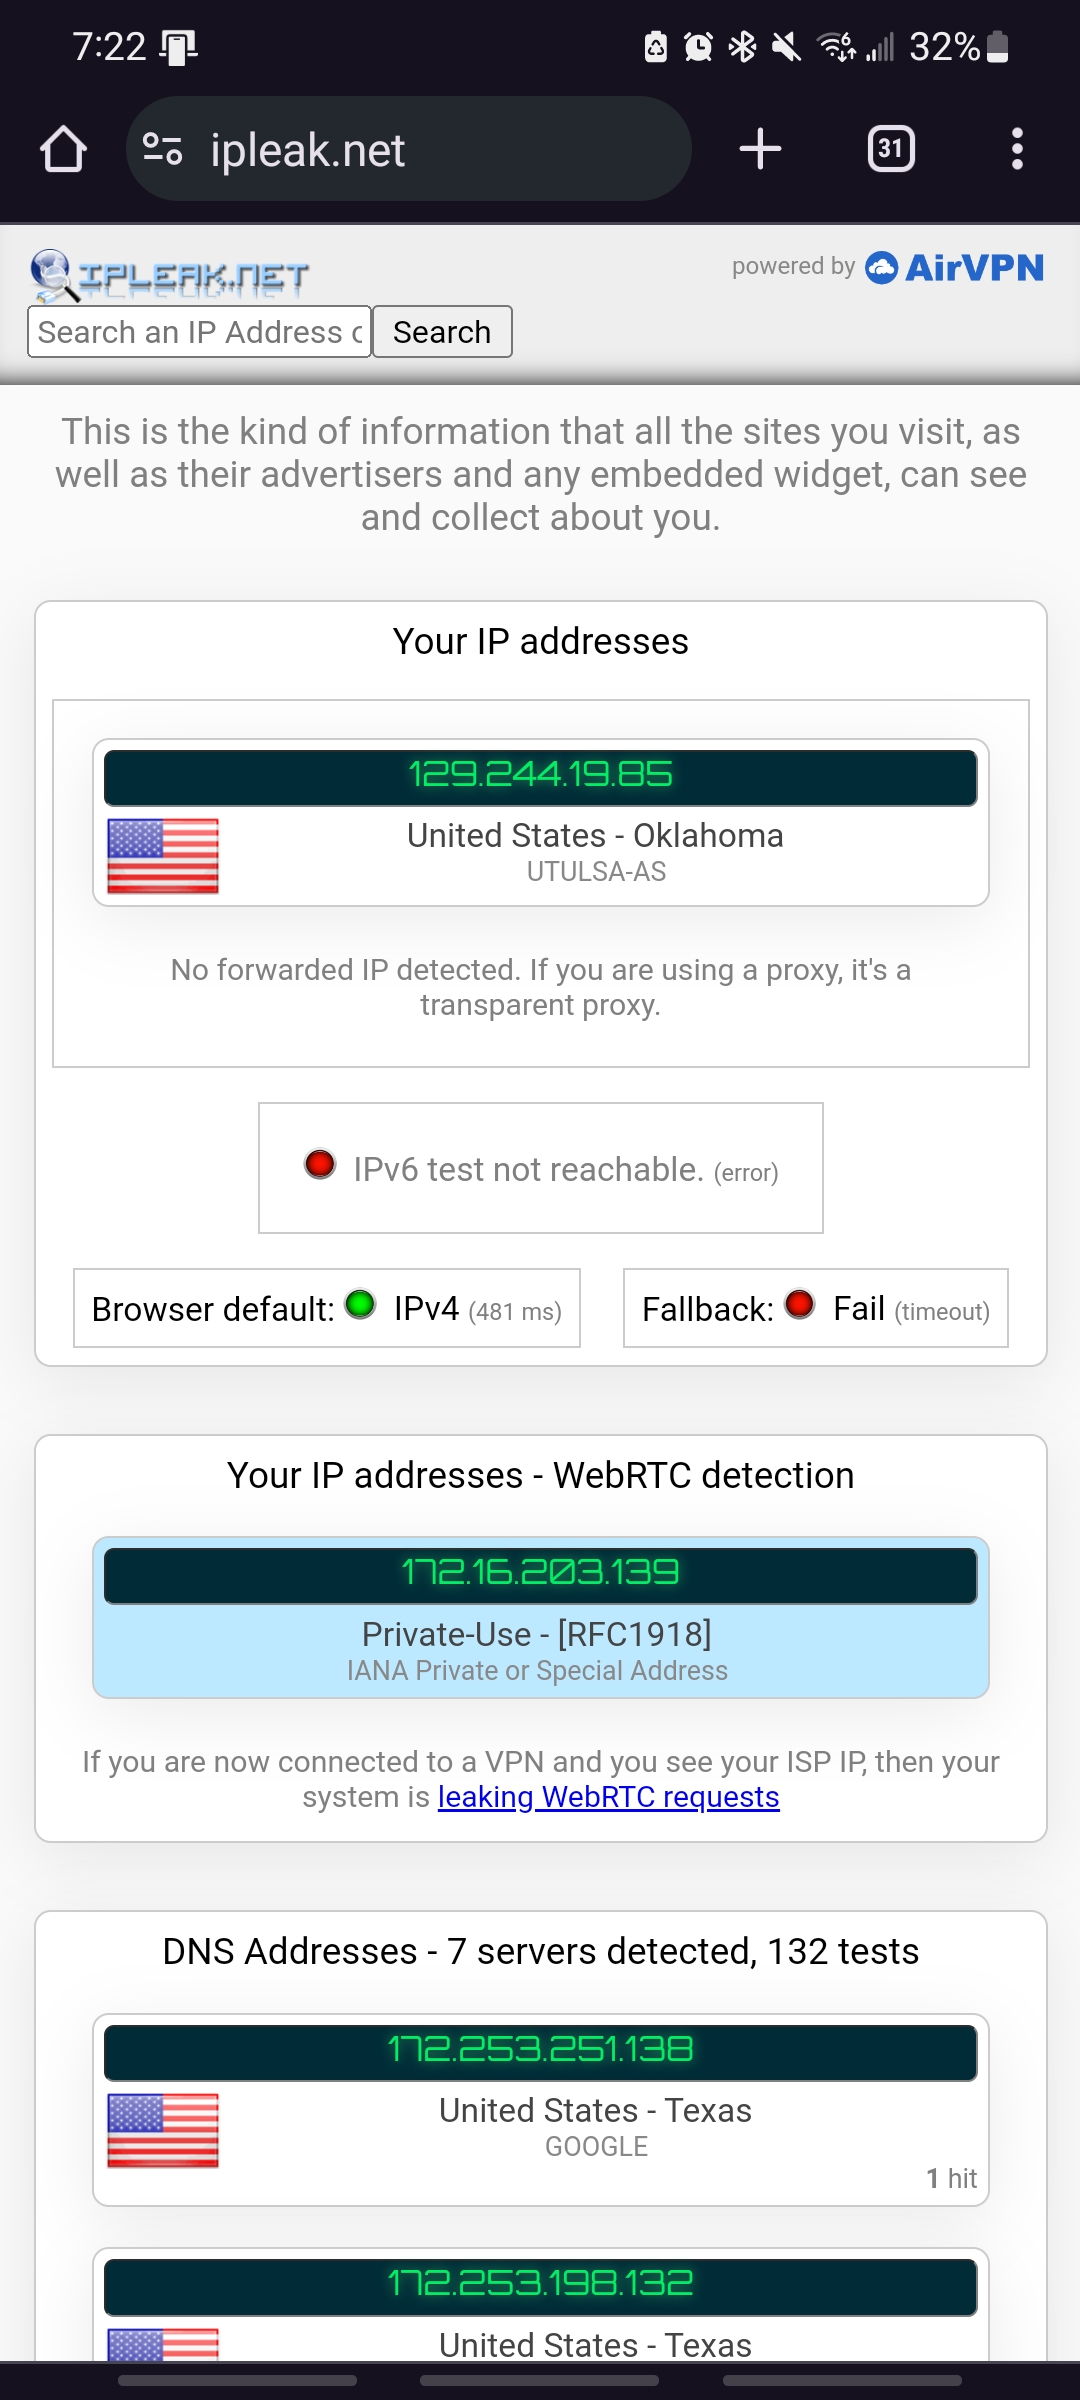 7:22
32%
ipleak.net
31
IPLEAK.NET
powered by AirVPN
Search an IP Address o
Search
This is the kind of information that all the sites you visit, as
well as their advertisers and any embedded widget, can see
and collect about you.
Your IP addresses
129.244.19.85
United States - Oklahoma
UTULSA-AS
No forwarded IP detected. If you are using a proxy, it's a
transparent proxy.
IPv6 test not reachable. (error)
Browser default: IPv4 (481 ms)
Fallback: Fail (timeout)
Your IP addresses - WebRTC detection
172.16.203.139
Private-Use - [RFC1918]
IANA Private or Special Address
If you are now connected to a VPN and you see your ISP IP, then your
system is leaking WebRTC requests
DNS Addresses - 7 servers detected, 132 tests
172.253.251.138
United States - Texas
GOOGLE
1 hit
172.253.198.132
United States - Texas